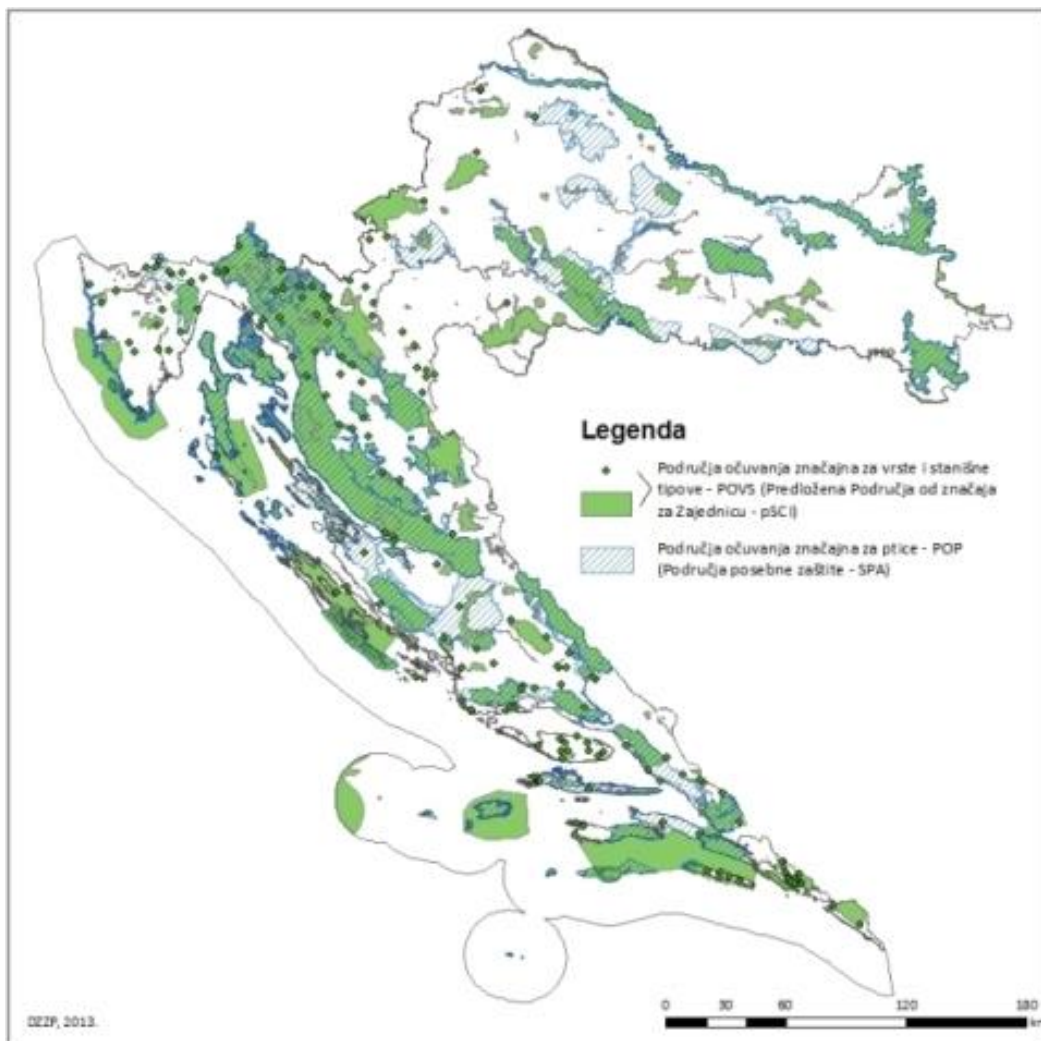 Legenda
Područja očuvanja značajna za vrste i stanišne
tipove - POVS (Predložena Područja od značaja
za Zajednicu - pSCI)
Područja očuvanja značajna za ptice - POP
(Područja posebne zaštite - SPA)
DZZP, 2013.
0 30 60 120 180
km